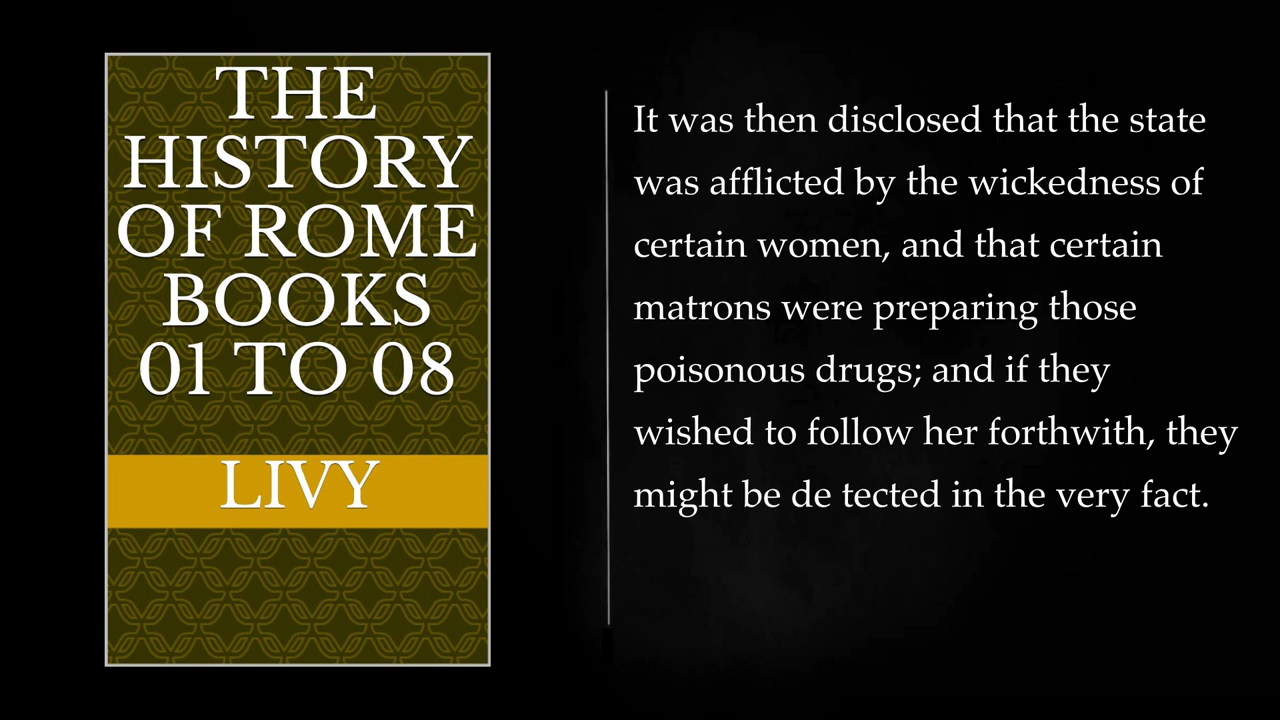 THE
HISTORY
OF ROME
BOOKS
01 TO 08
LIVY
It was then disclosed that the state
was afflicted by the wickedness of
certain women, and that certain
matrons were preparing those
poisonous drugs; and if they
wished to follow her forthwith, they
might be de tected in the very fact.